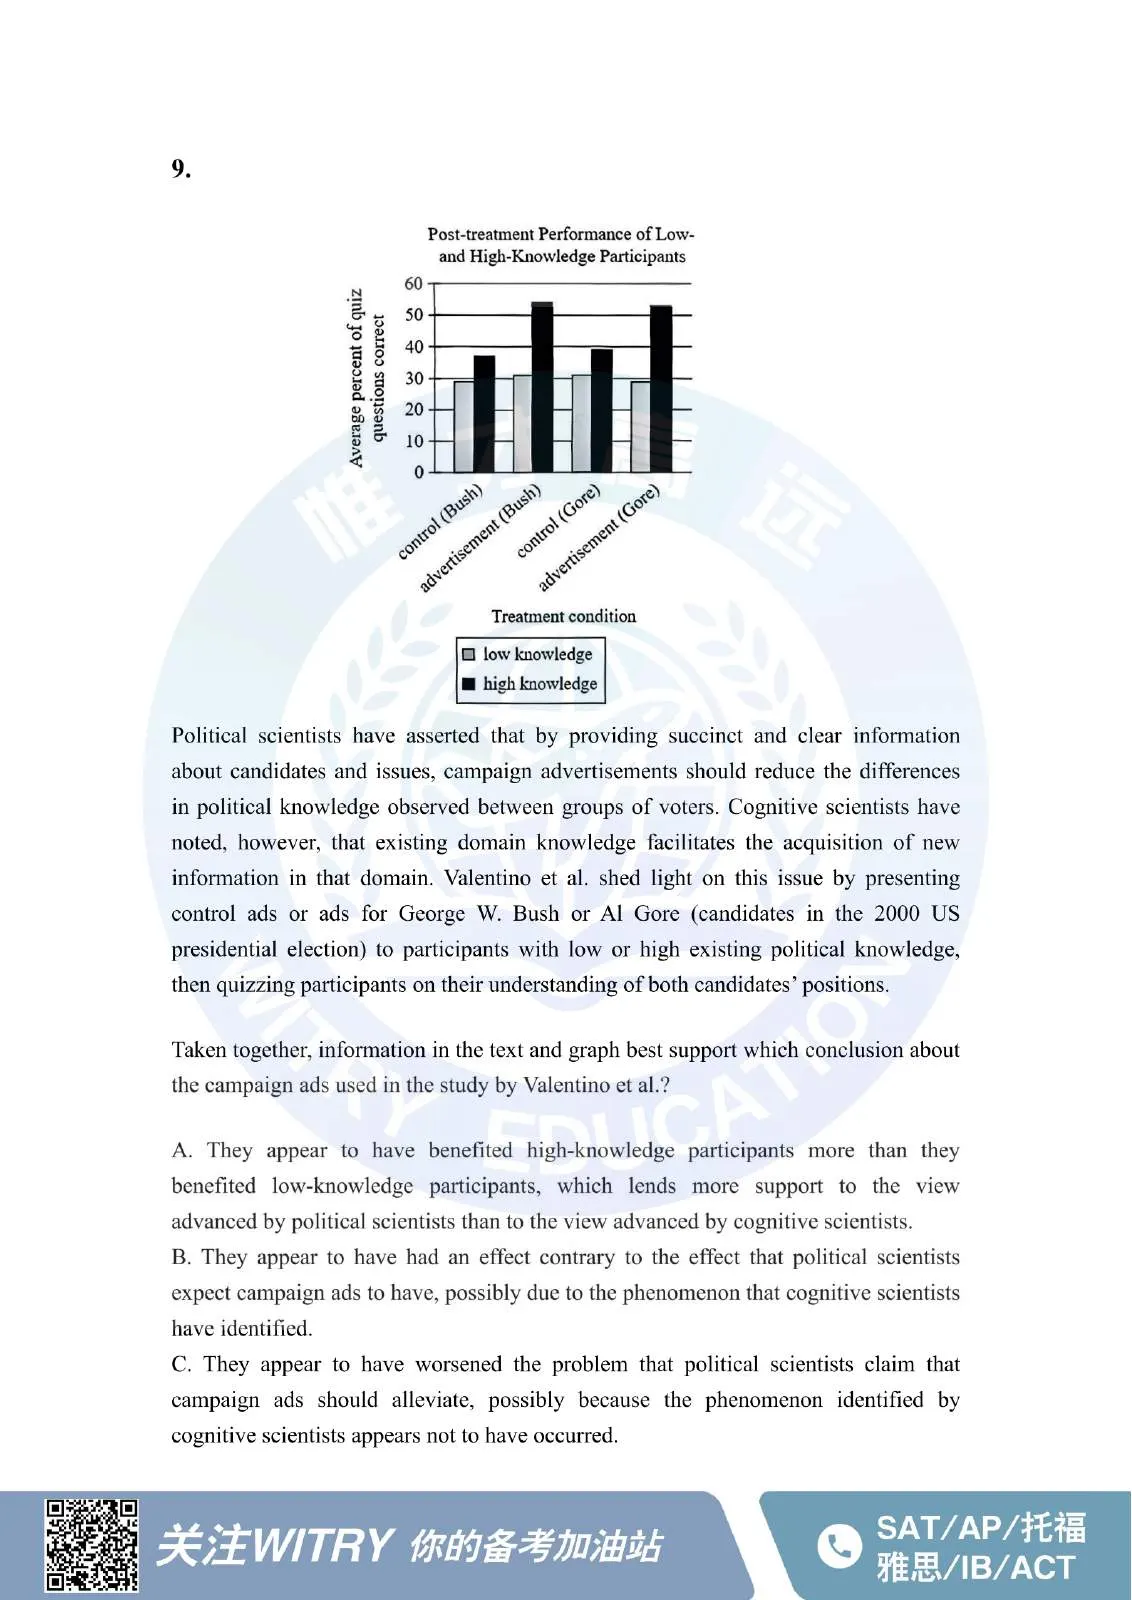 9.
Post-treatment Performance of Low-
and High-Knowledge Participants
Average percent of quiz
questions correct
60
50
40
30
20
10
0
control (Bush)
advertisement (Bush)
control (Gore)
advertisement (Gore)
Treatment condition
low knowledge
high knowledge
Political scientists have asserted that by providing succinct and clear information
about candidates and issues, campaign advertisements should reduce the differences
in political knowledge observed between groups of voters. Cognitive scientists have
noted, however, that existing domain knowledge facilitates the acquisition of new
information in that domain. Valentino et al. shed light on this issue by presenting
control ads or ads for George W. Bush or Al Gore (candidates in the 2000 US
presidential election) to participants with low or high existing political knowledge,
then quizzing participants on their understanding of both candidates’ positions.
Taken together, information in the text and graph best support which conclusion about
the campaign ads used in the study by Valentino et al.?
A. They appear to have benefited high-knowledge participants more than they
benefited low-knowledge participants, which lends more support to the view
advanced by political scientists than to the view advanced by cognitive scientists.
B. They appear to have had an effect contrary to the effect that political scientists
expect campaign ads to have, possibly due to the phenomenon that cognitive scientists
have identified.
C. They appear to have worsened the problem that political scientists claim that
campaign ads should alleviate, possibly because the phenomenon identified by
cognitive scientists appears not to have occurred.
WITRY EDUCATION
关注WITRY 你的备考加油站
SAT/AP/托福
雅思/IB/ACT